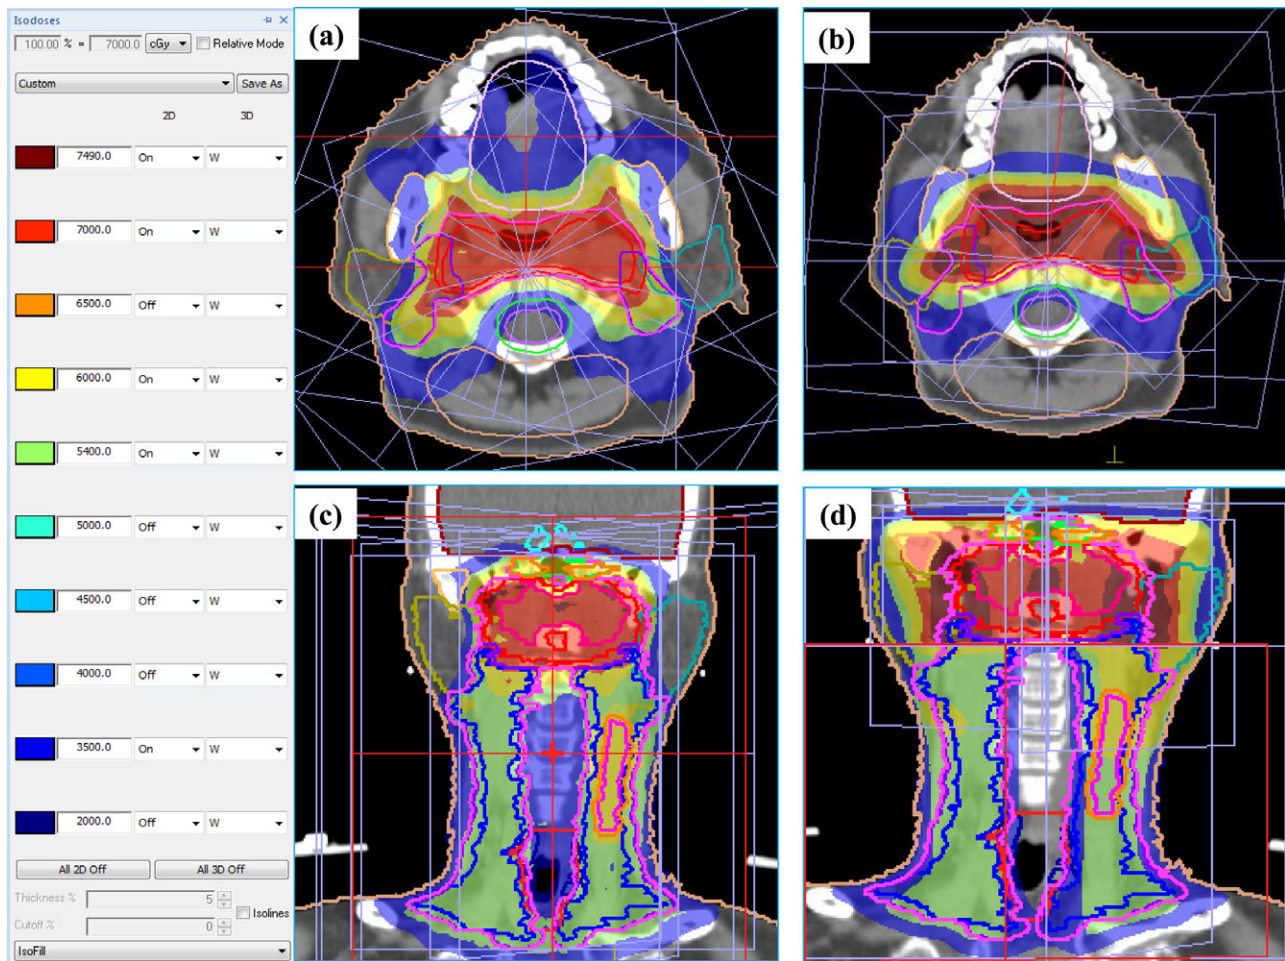 Isodoses
100.00 % = 7000.0 cGy Relative Mode
Custom Save As
2D 3D
7490.0 On W
7000.0 On W
6500.0 Off W
6000.0 On W
5400.0 On W
5000.0 Off W
4500.0 Off W
4000.0 Off W
3500.0 On W
2000.0 Off W
All 2D Off All 3D Off
Thickness % 5
Isolines
Cutoff % 0
IsoFill
(a)
(b)
(c)
(d)